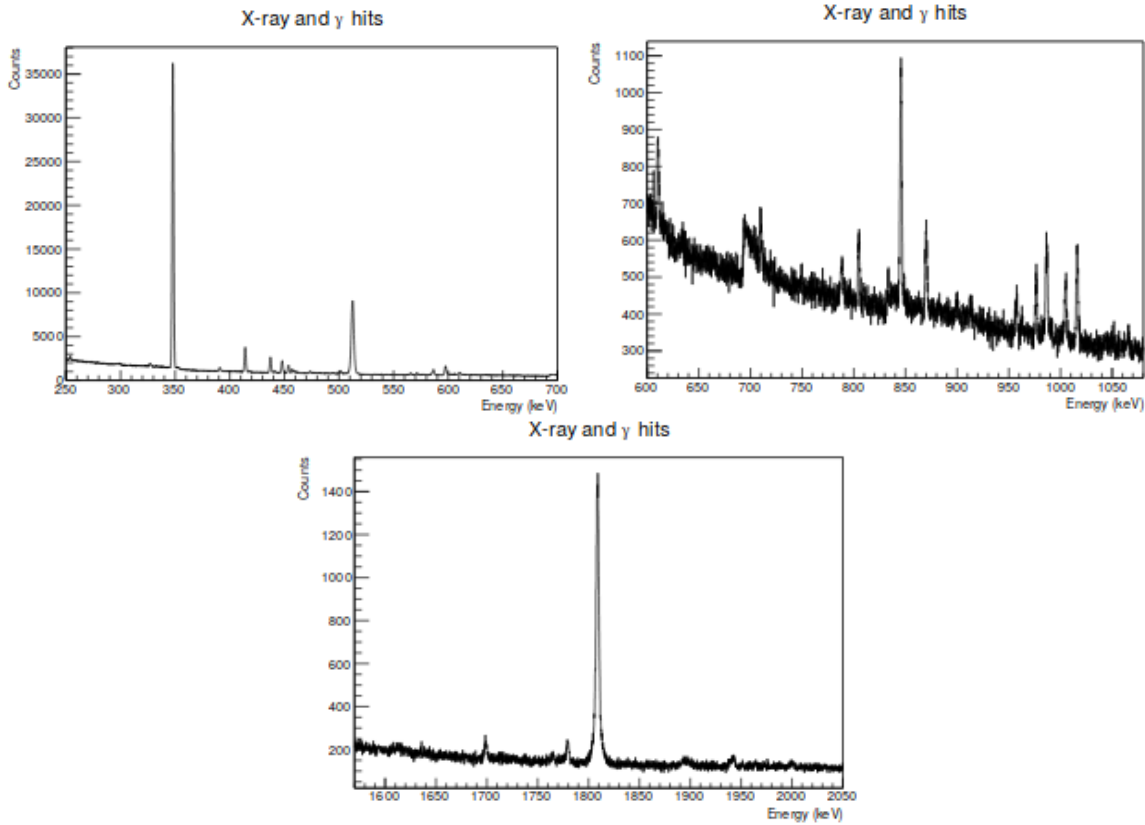 X-ray and γ hits
Counts
35000
30000
25000
20000
15000
10000
5000
0
250 300 350 400 450 500 550 600 650 700
Energy (keV)
X-ray and γ hits
Counts
1100
1000
900
800
700
600
500
400
300
600 650 700 750 800 850 900 950 1000 1050
Energy (keV)
X-ray and γ hits
Counts
1400
1200
1000
800
600
400
200
1600 1650 1700 1750 1800 1850 1900 1950 2000 2050
Energy (keV)